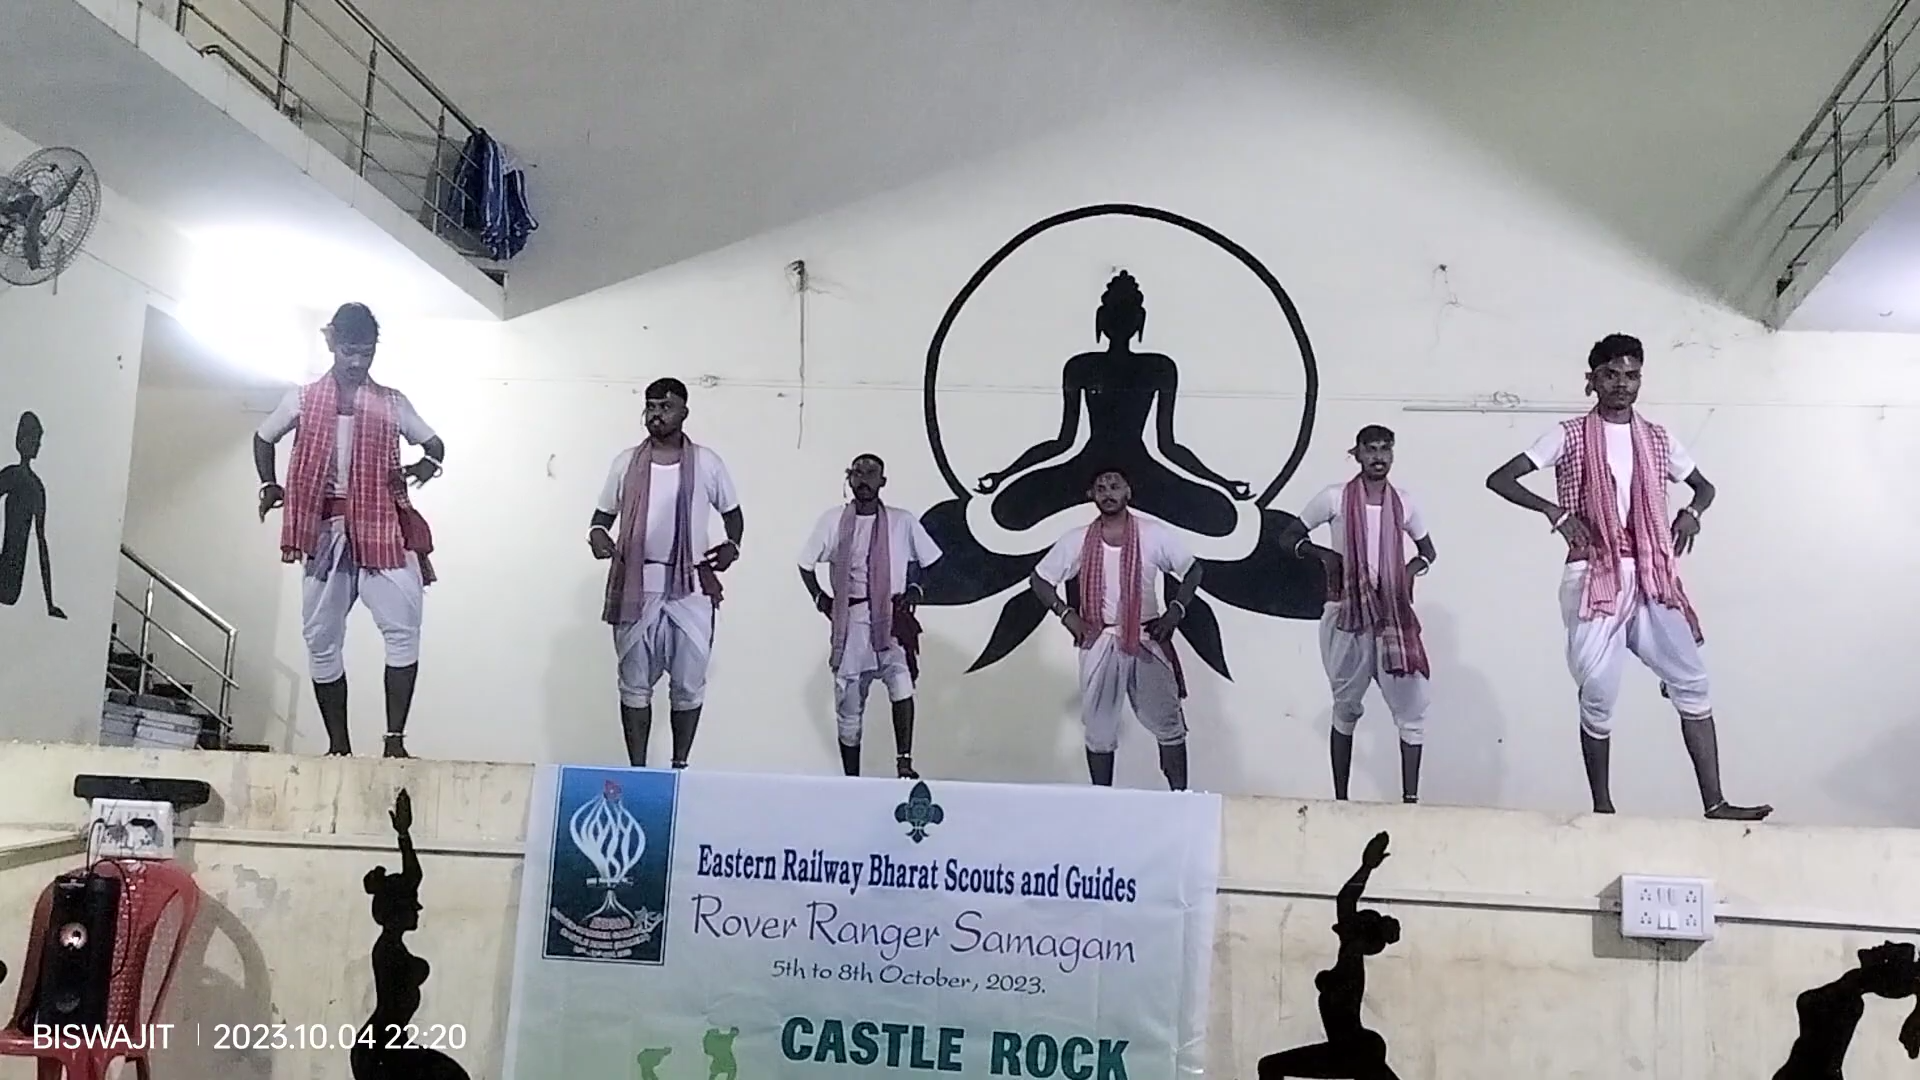 Eastern Railway Bharat Scouts and Guides
Rover Ranger Samagam
5th to 8th October, 2023.
CASTLE ROCK
BISWAJIT | 2023.10.04 22:20